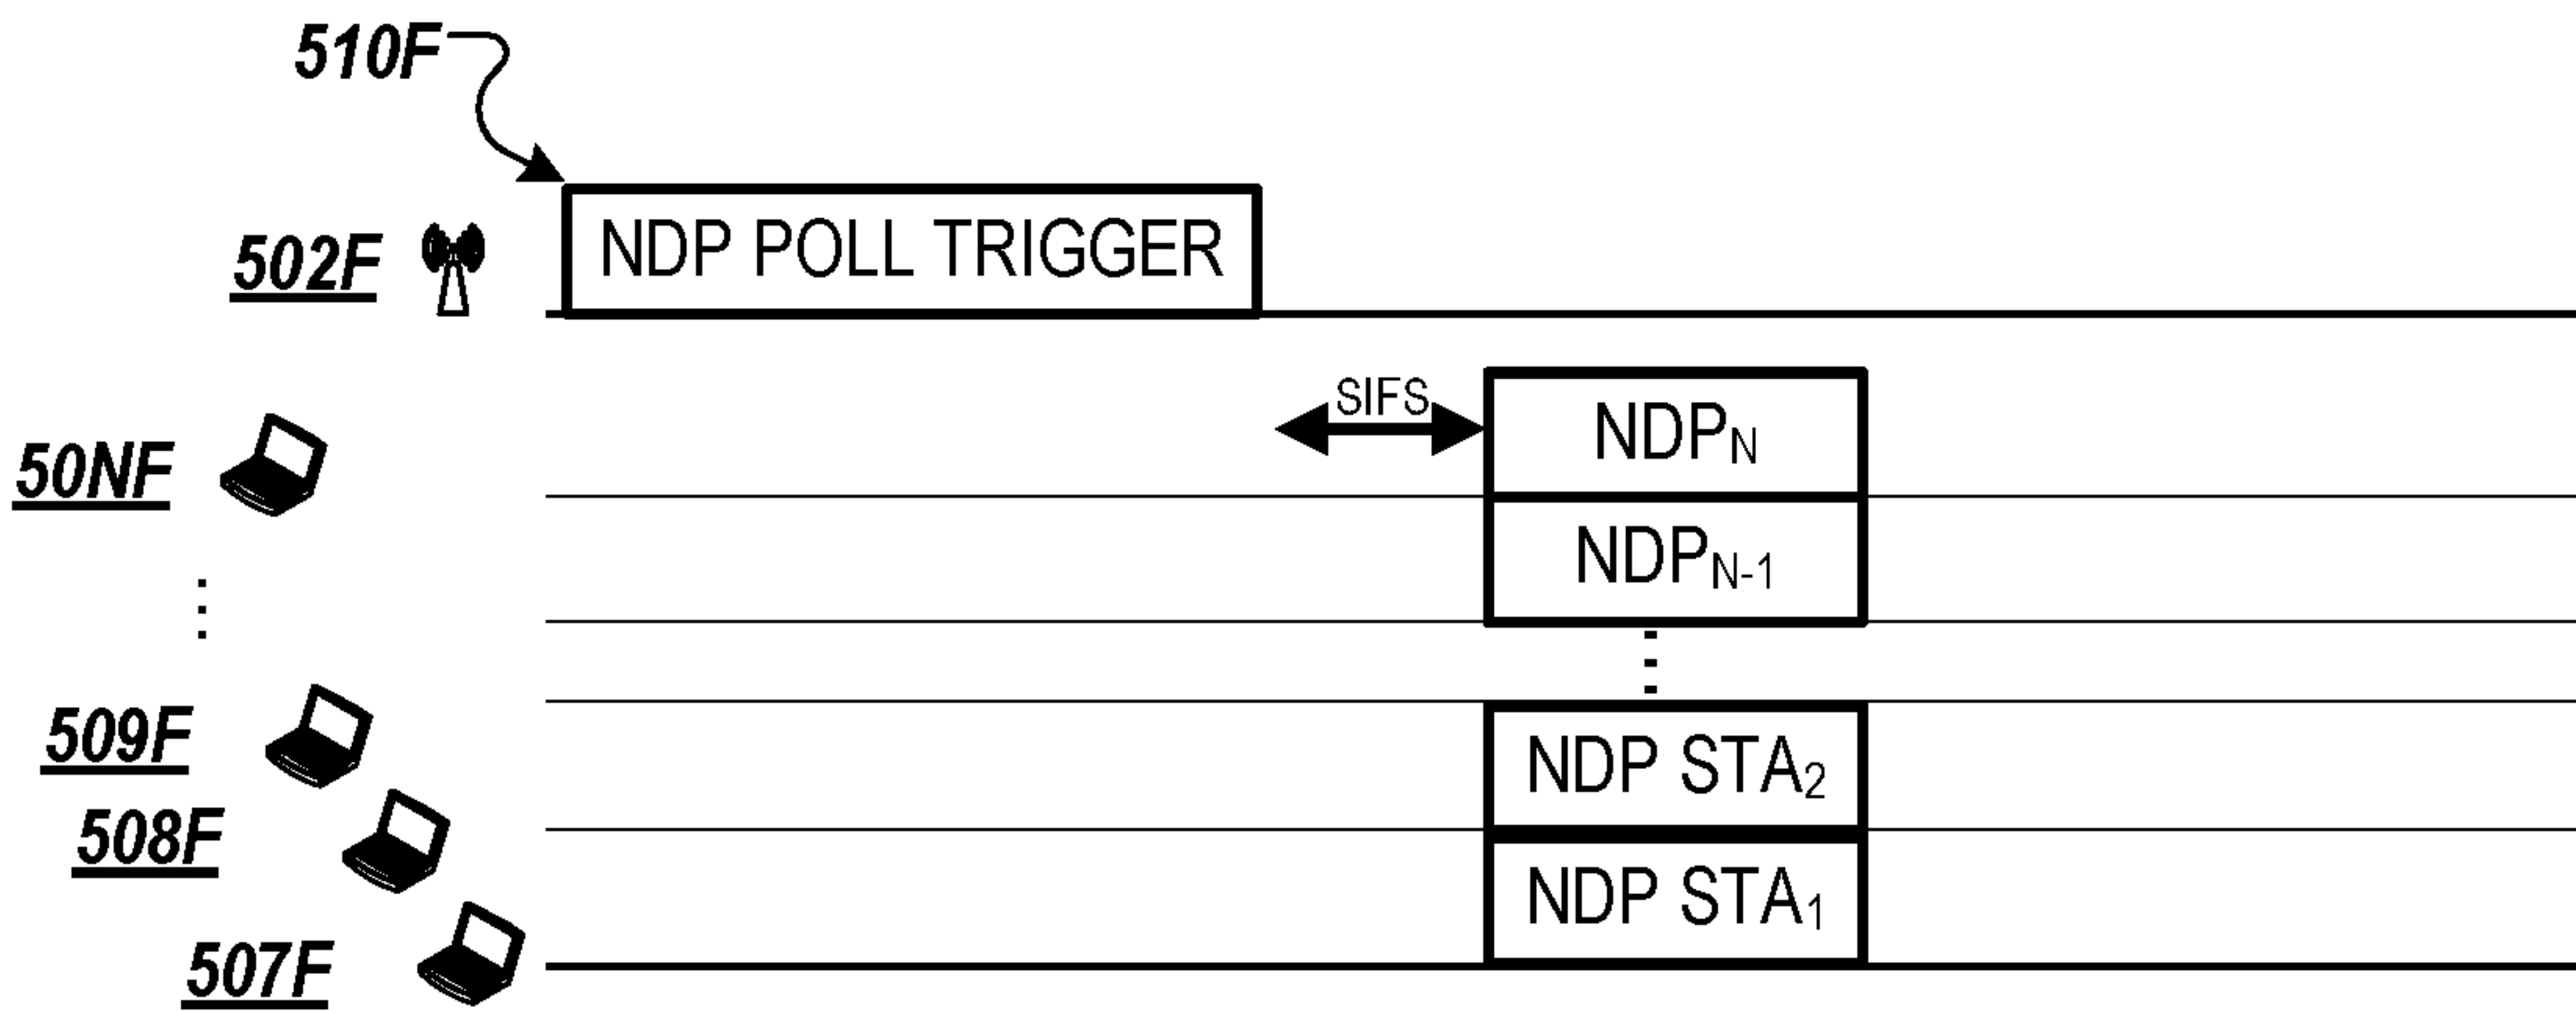 510F
502F NDP POLL TRIGGER
SIFS
50NF NDPN
NDPN-1
509F NDP STA2
508F NDP STA1
507F